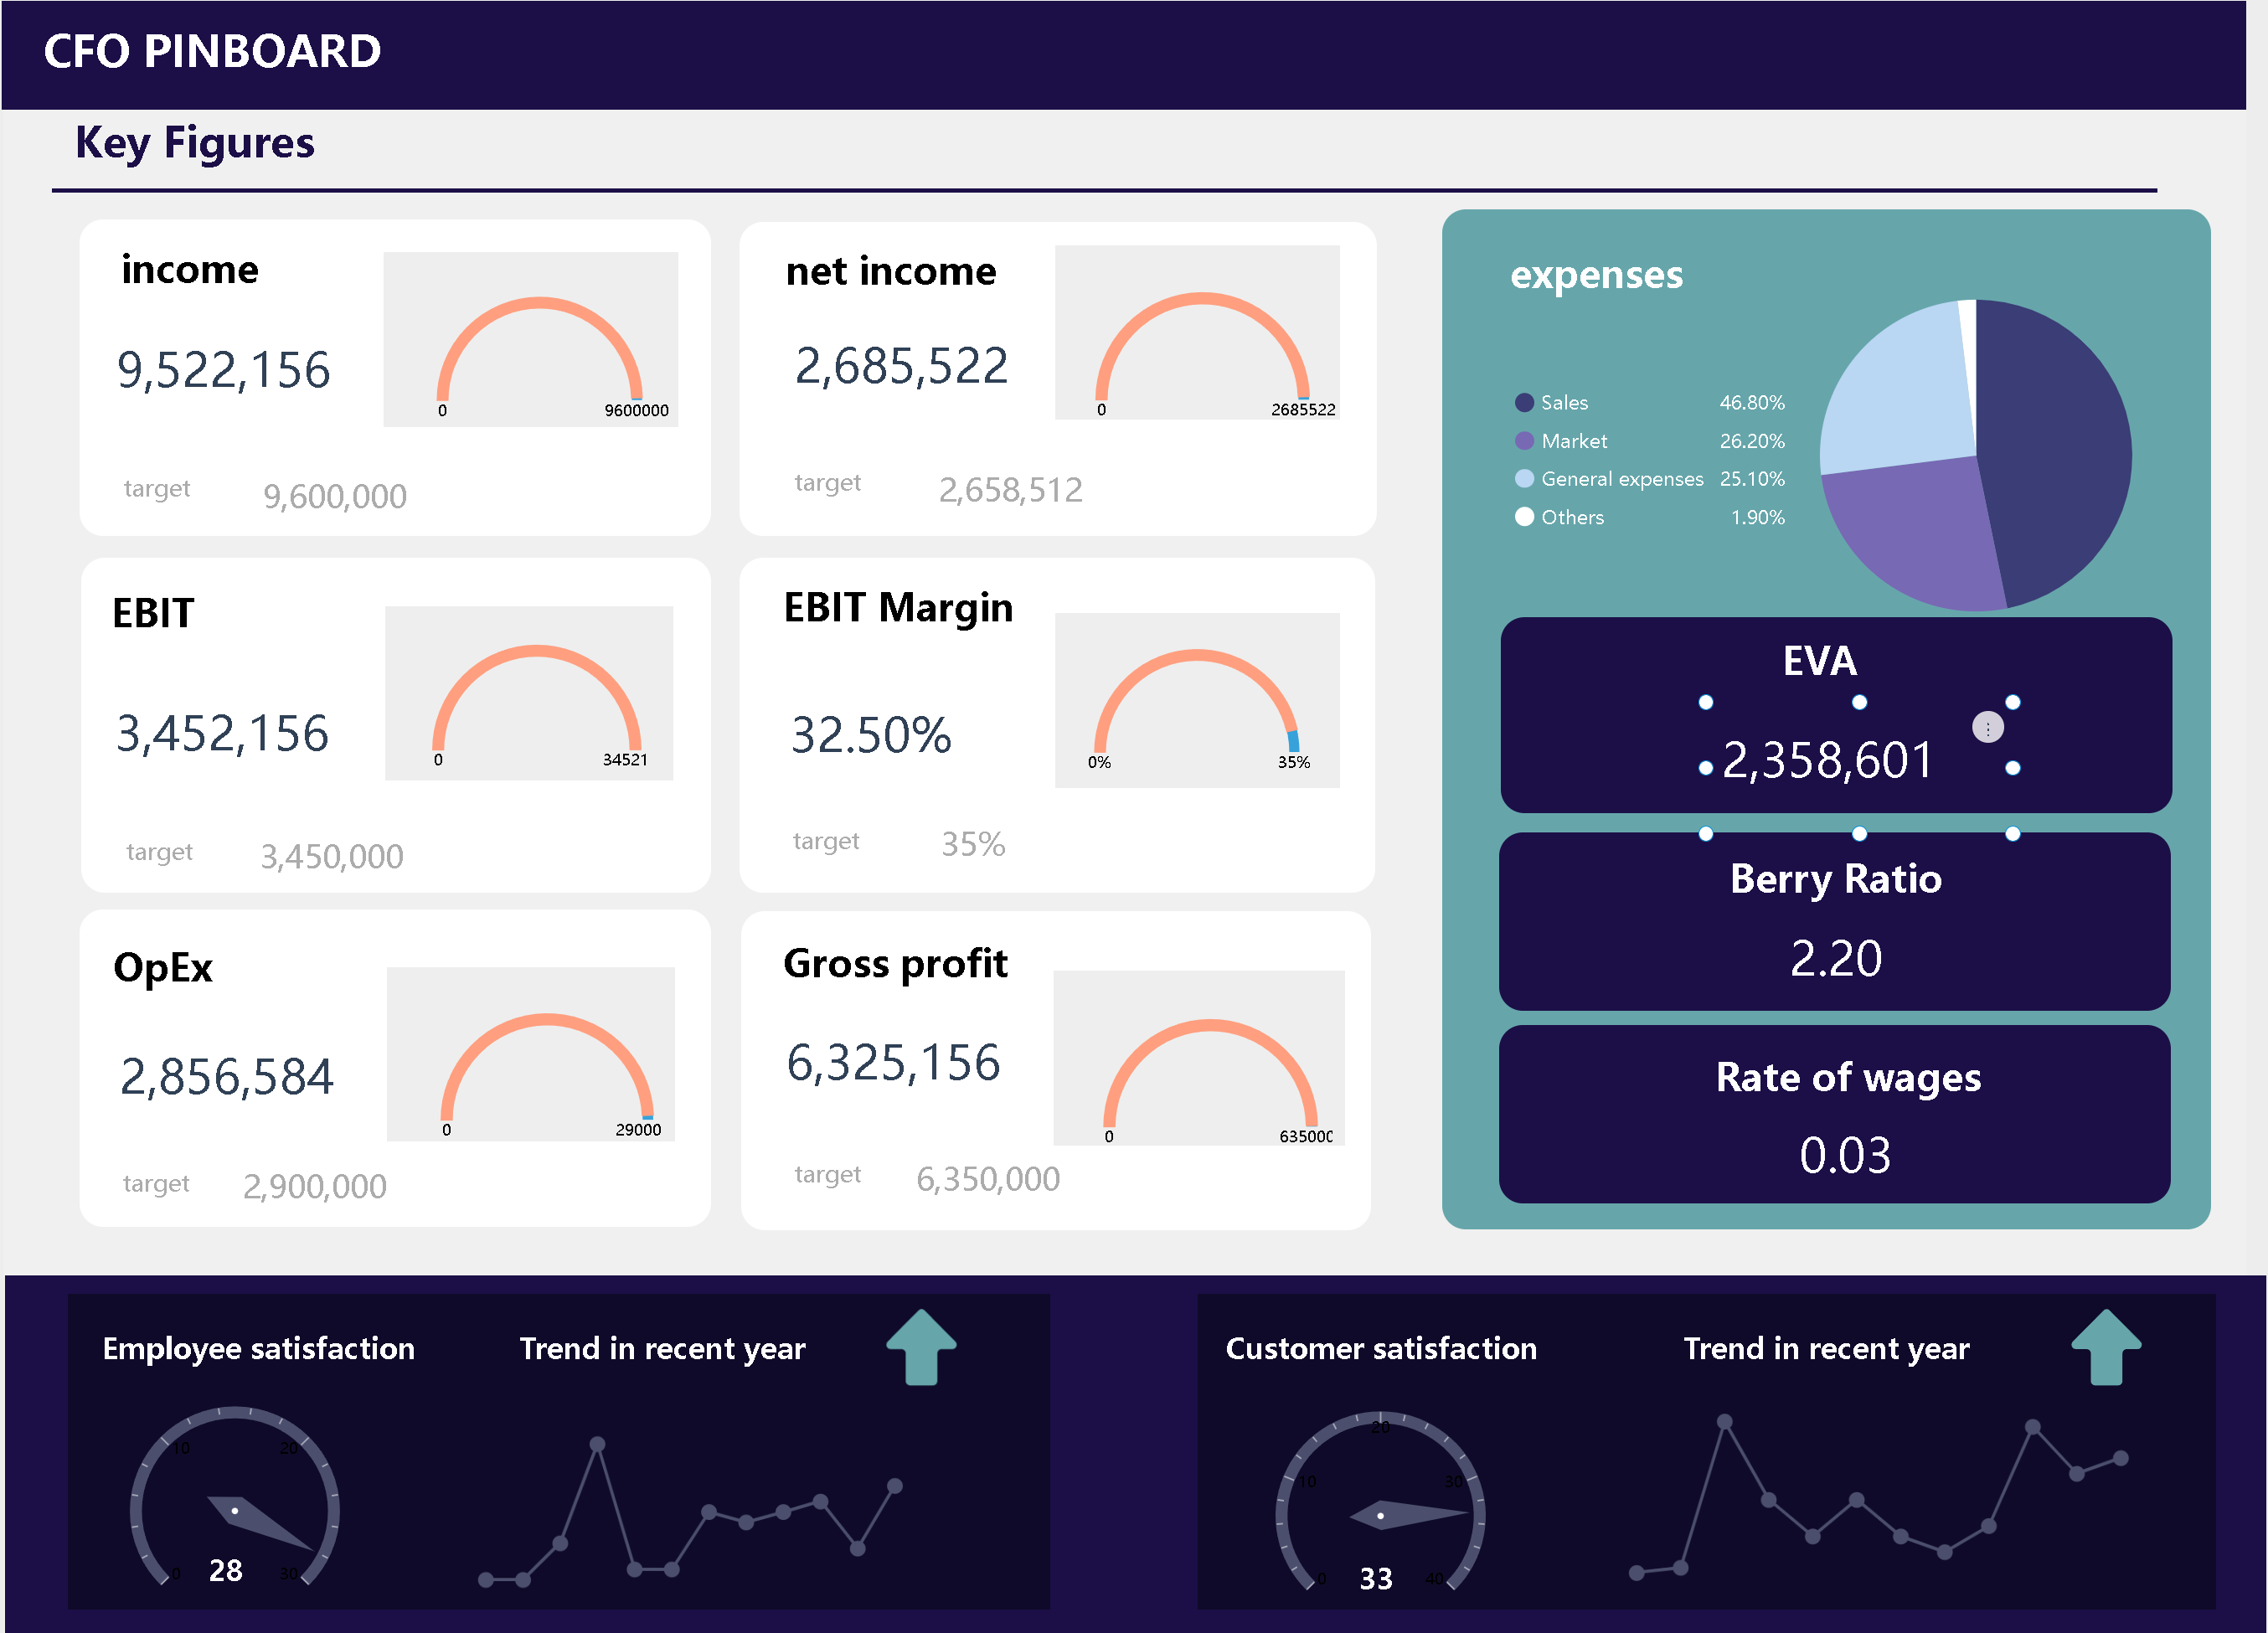 CFO PINBOARD
Key Figures
income
9,522,156
0
9600000
target
9,600,000
net income
2,685,522
0
2685522
target
2,658,512
EBIT
3,452,156
0
34521
target
3,450,000
EBIT Margin
32.50%
0%
35%
target
35%
OpEx
2,856,584
0
29000
target
2,900,000
Gross profit
6,325,156
0
635000
target
6,350,000
expenses
Sales 46.80%
Market 26.20%
General expenses 25.10%
Others 1.90%
EVA
2,358,601
Berry Ratio
2.20
Rate of wages
0.03
Employee satisfaction
0
10
20
30
28
Trend in recent year
Customer satisfaction
0
10
20
30
40
33
Trend in recent year